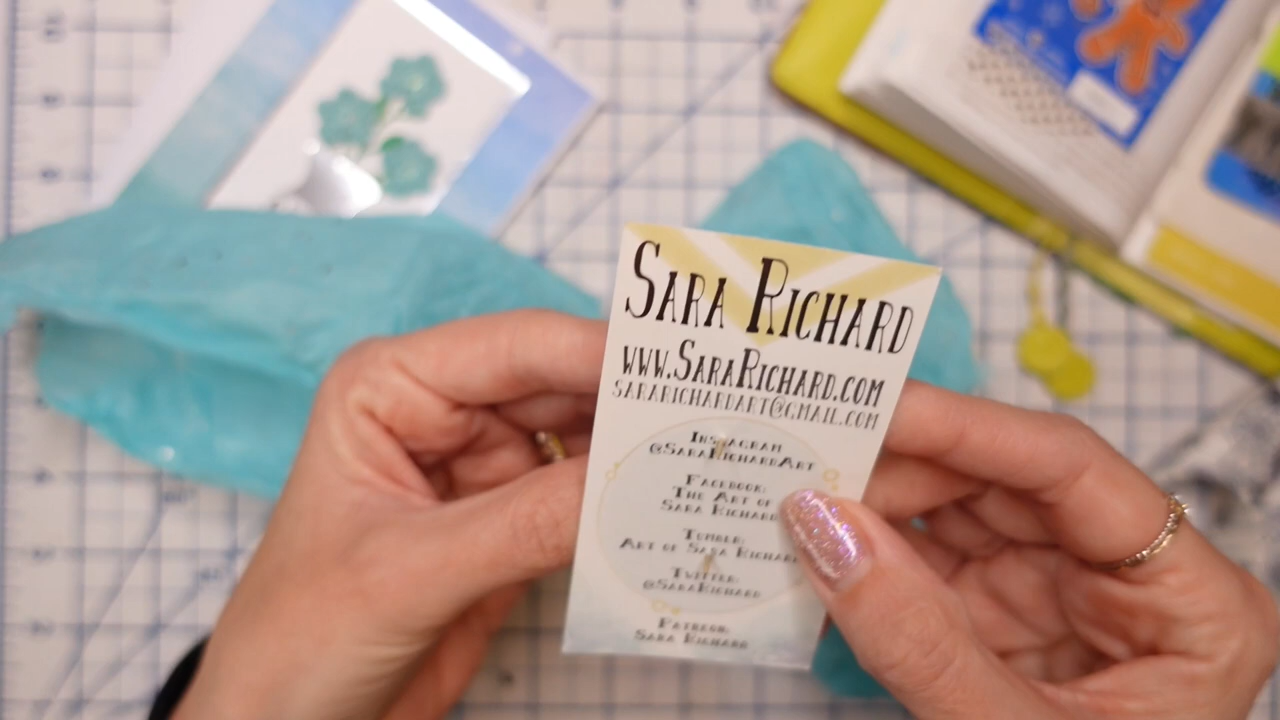 Sara Richard
www.SaraRichard.com
sararichardart@gmail.com
Instagram
@SaraRichardArt
Facebook:
The Art of
Sara Richard
Tumblr:
Art of Sara Richard
Twitter:
@SaraRichard
Patreon:
Sara Richard